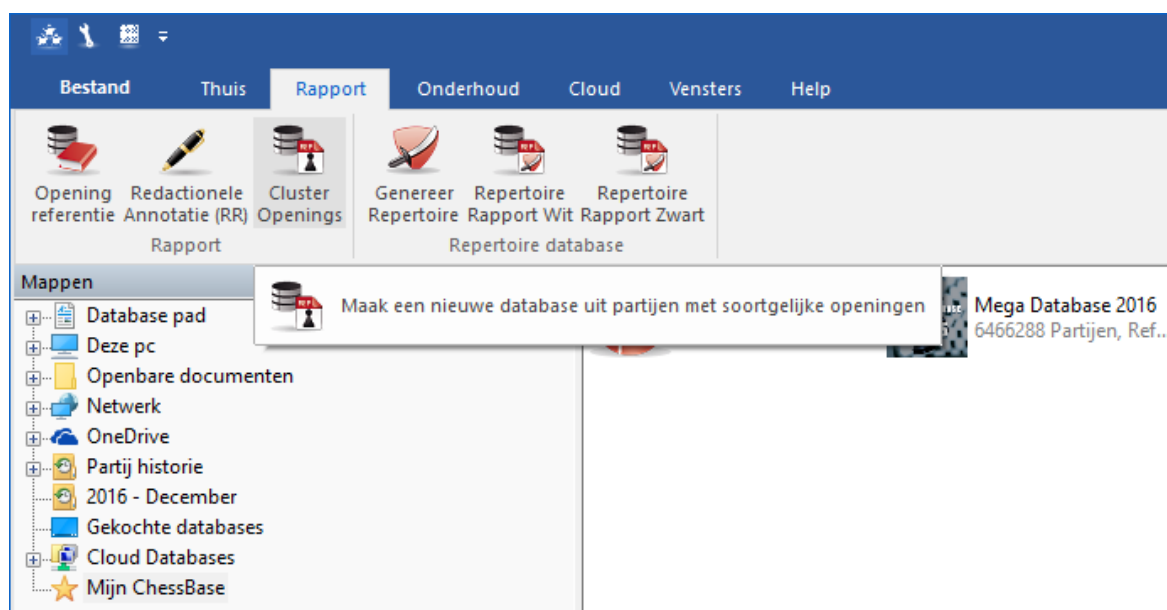 Bestand Thuis Rapport Onderhoud Cloud Vensters Help
Opening Redactionele Cluster Genereer Repertoire Repertoire
referentie Annotatie (RR) Openings Repertoire Rapport Wit Rapport Zwart
Rapport Repertoire database
Mappen
Maak een nieuwe database uit partijen met soortgelijke openingen
Mega Database 2016
6466288 Partijen, Ref...
Database pad
Deze pc
Openbare documenten
Netwerk
OneDrive
Partij historie
2016 - December
Gekochte databases
Cloud Databases
Mijn ChessBase